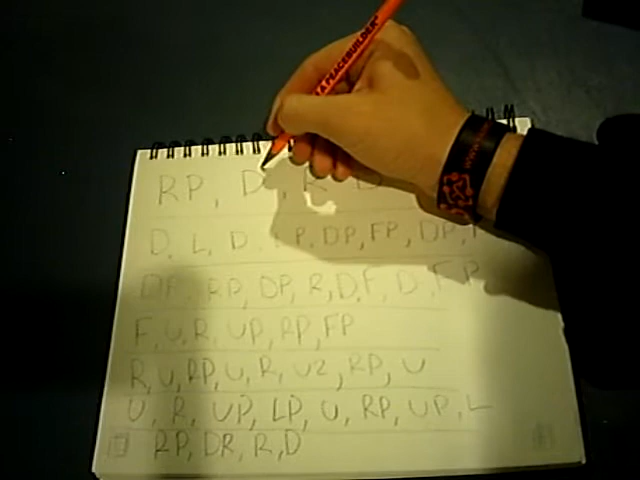 A PEACEBUILDER
RP, D, R D
D, L, D, P, DP, FP, DP, F
DP, RP, DP, R, D, F, D, F P
F, U, R, UP, RP, FP
R, U, RP, U, R, U2, RP, U
U, R, UP, LP, U, RP, UP, L
RP, DR, R, D